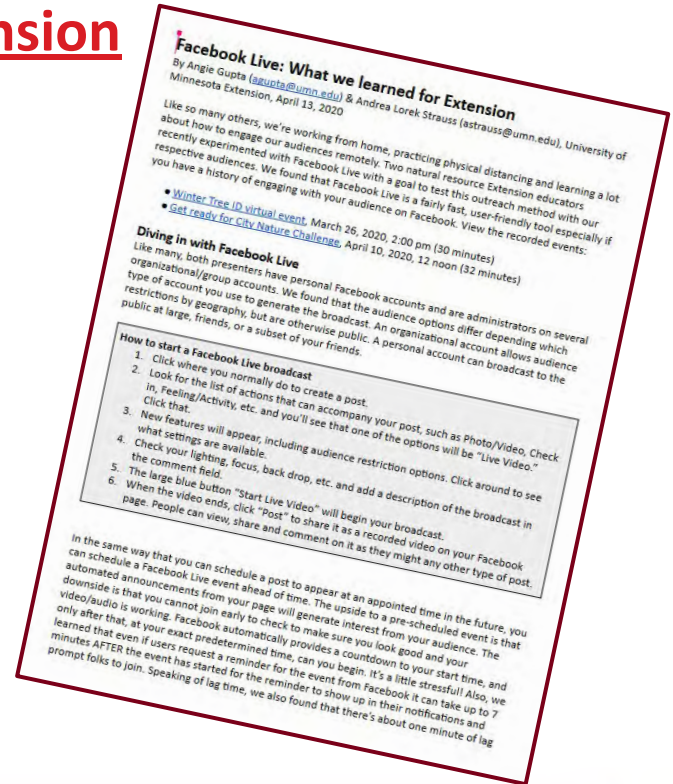 nsion
Facebook Live: What we learned for Extension
By Angie Gupta (agupta@umn.edu) & Andrea Lorek Strauss (astrauss@umn.edu), University of
Minnesota Extension, April 13, 2020
Like so many others, we're working from home, practicing physical distancing and learning a lot
about how to engage our audiences remotely. Two natural resource Extension educators
recently experimented with Facebook Live with a goal to test this outreach method with our
respective audiences. We found that Facebook Live is a fairly fast, user-friendly tool especially if
you have a history of engaging with your audience on Facebook. View the recorded events:
● Winter Tree ID virtual event, March 26, 2020, 2:00 pm (30 minutes)
● Get ready for City Nature Challenge, April 10, 2020, 12 noon (32 minutes)
Diving in with Facebook Live
Like many, both presenters have personal Facebook accounts and are administrators on several
organizational/group accounts. We found that the audience options differ depending which
type of account you use to generate the broadcast. An organizational account allows audience
restrictions by geography, but are otherwise public. A personal account can broadcast to the
public at large, friends, or a subset of your friends.
How to start a Facebook Live broadcast
1. Click where you normally do to create a post.
2. Look for the list of actions that can accompany your post, such as Photo/Video, Check
in, Feeling/Activity, etc. and you'll see that one of the options will be "Live Video."
Click that.
3. New features will appear, including audience restriction options. Click around to see
what settings are available.
4. Check your lighting, focus, back drop, etc. and add a description of the broadcast in
the comment field.
5. The large blue button "Start Live Video" will begin your broadcast.
6. When the video ends, click "Post" to share it as a recorded video on your Facebook
page. People can view, share and comment on it as they might any other type of post.
In the same way that you can schedule a post to appear at an appointed time in the future, you
can schedule a Facebook Live event ahead of time. The upside to a pre-scheduled event is that
automated announcements from your page will generate interest from your audience. The
downside is that you cannot join early to check to make sure you look good and your
video/audio is working. Facebook automatically provides a countdown to your start time, and
only after that, at your exact predetermined time, can you begin. It's a little stressful! Also, we
learned that even if users request a reminder for the event from Facebook it can take up to 7
minutes AFTER the event has started for the reminder to show up in their notifications and
prompt folks to join. Speaking of lag time, we also found that there's about one minute of lag